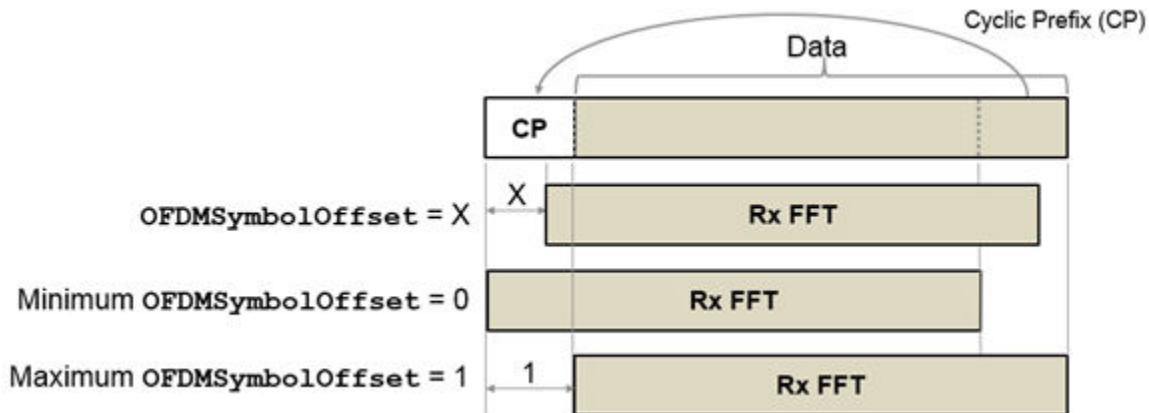 Cyclic Prefix (CP)
Data
CP
X
OFDMSymbolOffset = X
Rx FFT
Minimum OFDMSymbolOffset = 0
Rx FFT
Maximum OFDMSymbolOffset = 1
1
Rx FFT